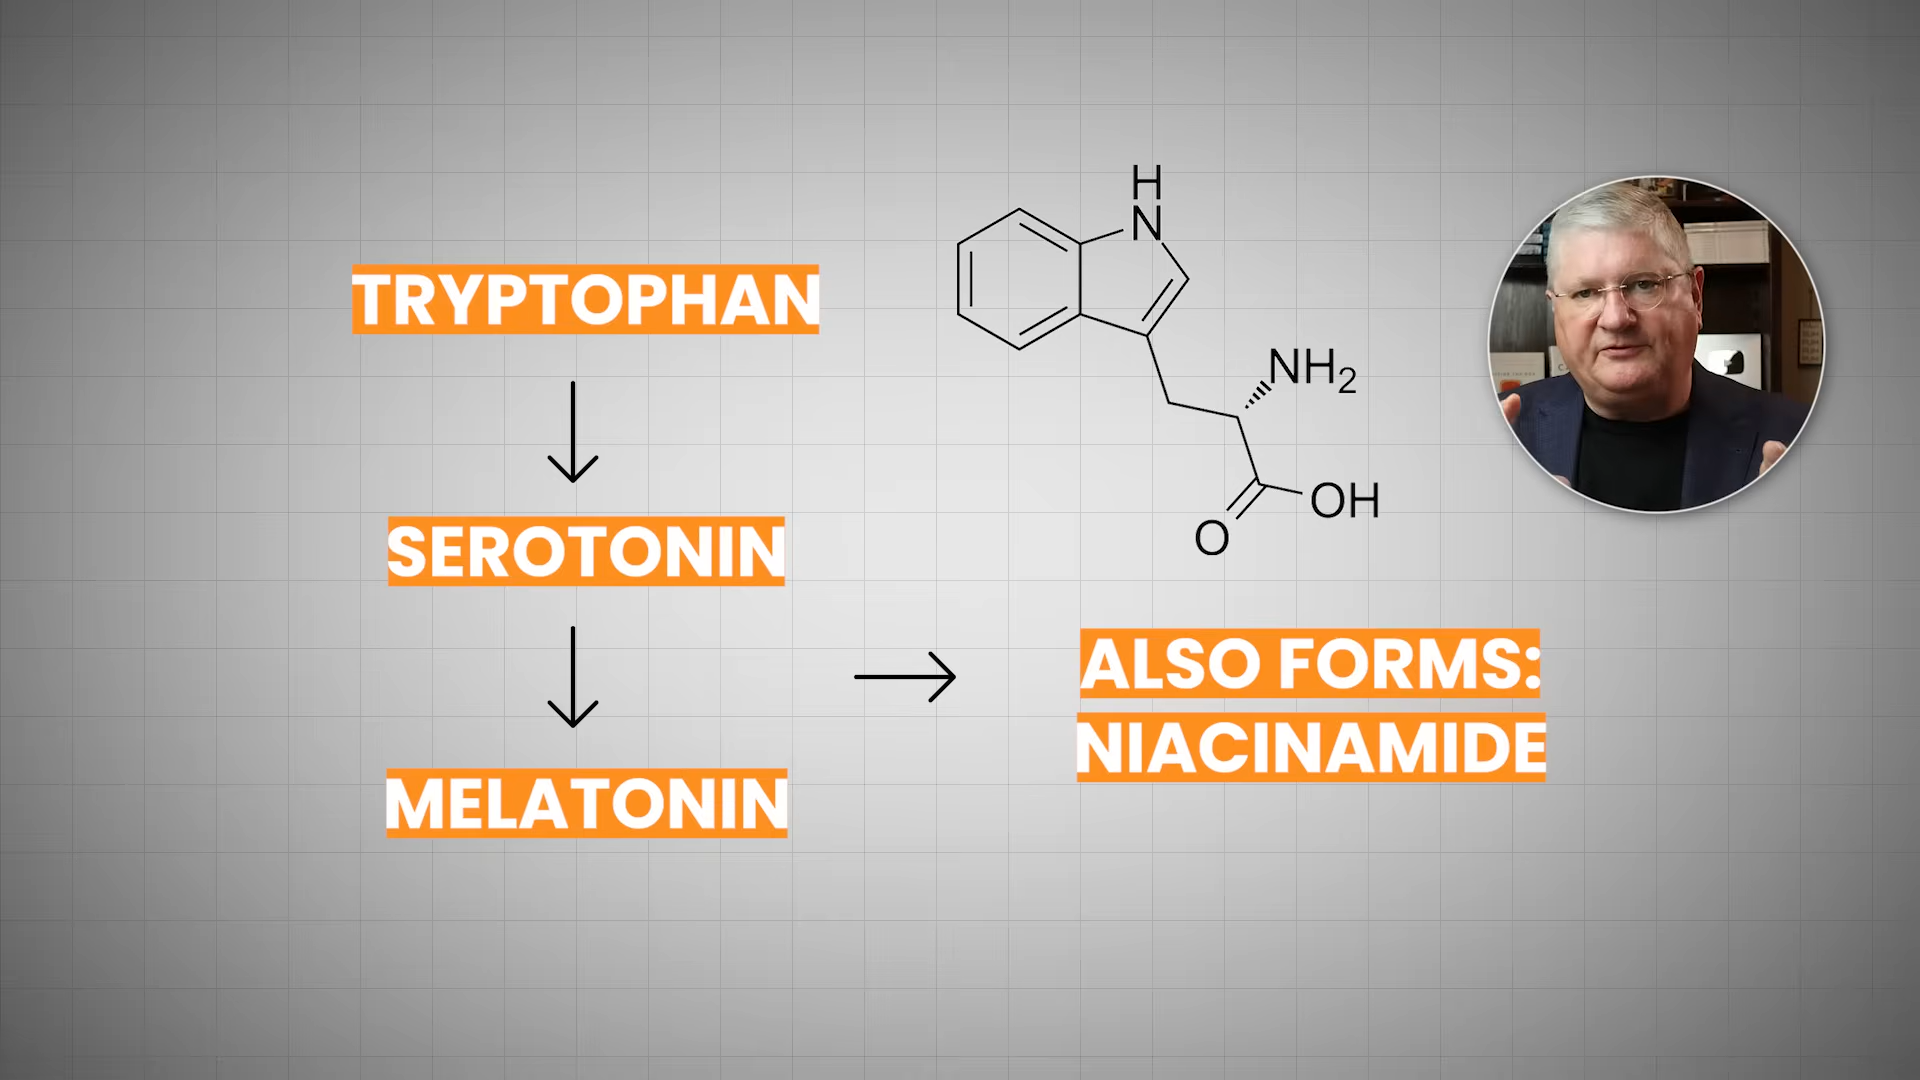 TRYPTOPHAN
SEROTONIN
MELATONIN
H
N
NH2
OH
O
ALSO FORMS:
NIACINAMIDE